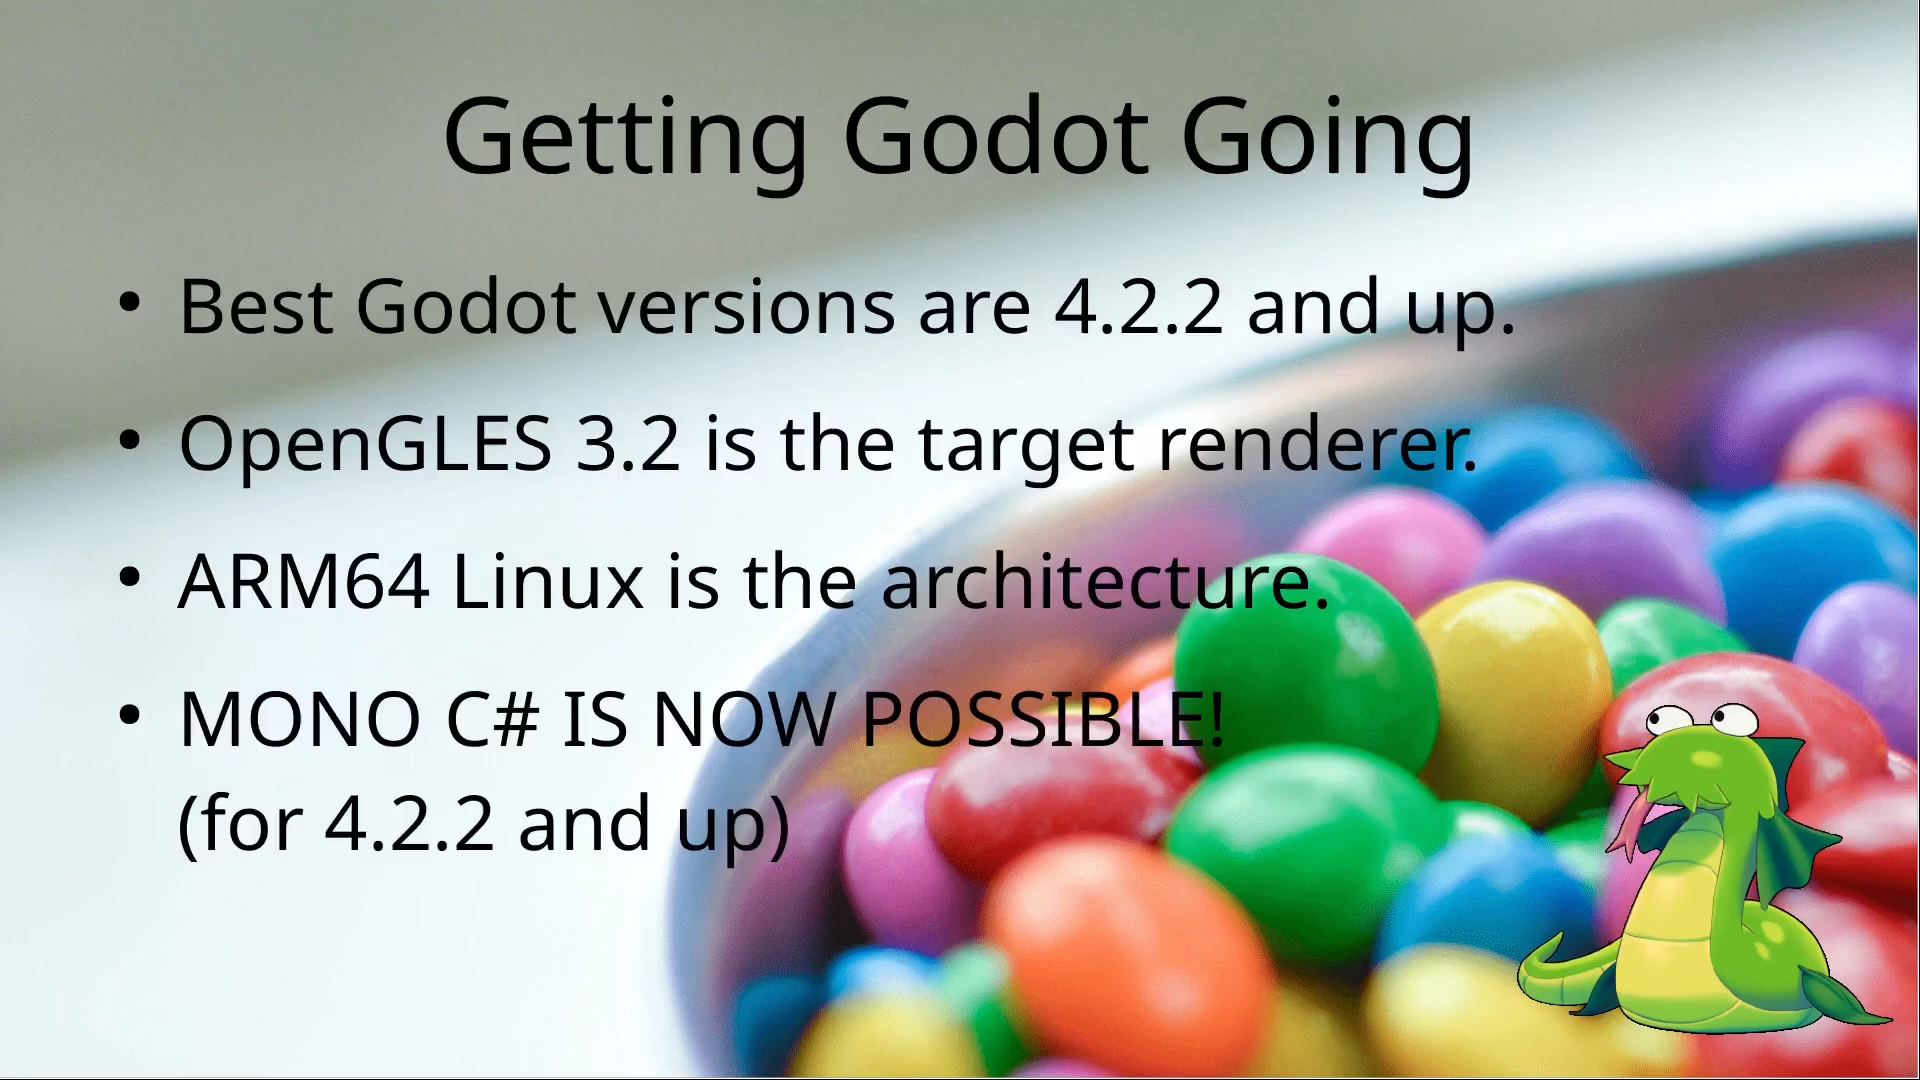 Getting Godot Going
• Best Godot versions are 4.2.2 and up.
• OpenGLES 3.2 is the target renderer.
• ARM64 Linux is the architecture.
• MONO C# IS NOW POSSIBLE!
(for 4.2.2 and up)